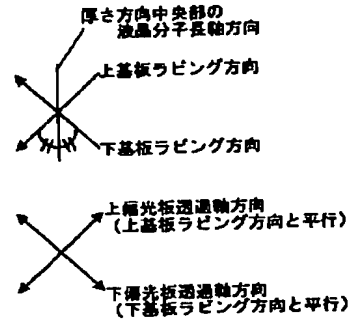 厚さ方向中央部の
液晶分子長軸方向
上基板ラビング方向
下基板ラビング方向
上偏光板透過軸方向
(上基板ラビング方向と平行)
下偏光板透過軸方向
(下基板ラビング方向と平行)